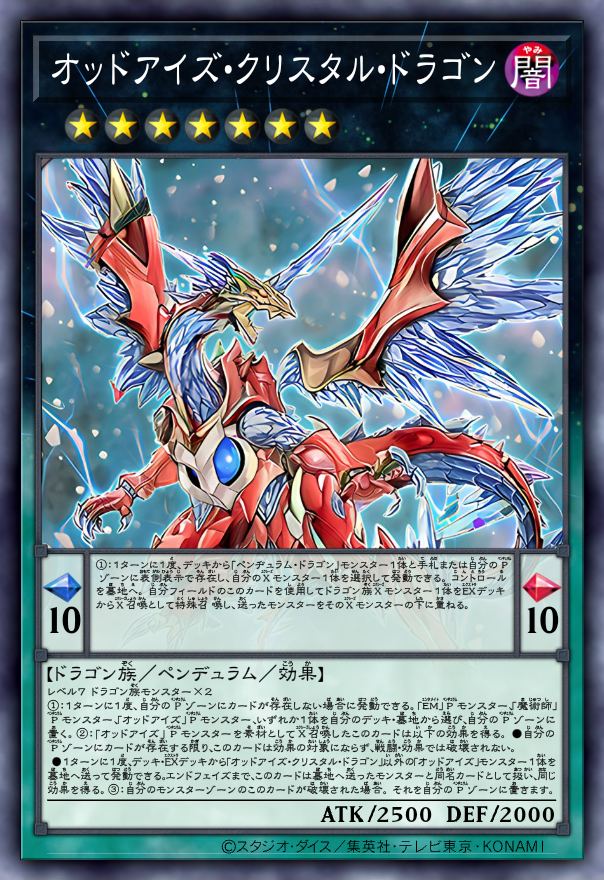 オッドアイズ・クリスタル・ドラゴン 闇
①:1ターンに1度、デッキから「ペンデュラム・ドラゴン」モンスター1体と手札または自分のP
ゾーンに表側表示で存在し、自分のXモンスター1体を選択して発動できる。コントロール
を墓地へ。自分フィールドのこのカードを使用してドラゴン族Xモンスター1体をEXデッキ
からX召喚として特殊召喚し、送ったモンスターをそのXモンスターの下に重ねる。
10 10
【ドラゴン族/ペンデュラム/効果】
レベル7 ドラゴン族モンスター×2
①:1ターンに1度、自分のPゾーンにカードが存在しない場合に発動できる。「EM」Pモンスター、「魔術師」
Pモンスター、「オッドアイズ」Pモンスター、いずれか1体を自分のデッキ・墓地から選び、自分のPゾーンに
置く。②:「オッドアイズ」Pモンスターを素材としてX召喚したこのカードは以下の効果を得る。●自分のP
ゾーンにカードが存在する限り、このカードは効果の対象にならず、戦闘・効果では破壊されない。
●1ターンに1度、デッキ・EXデッキから「オッドアイズ・クリスタル・ドラゴン」以外の「オッドアイズ」モンスター1体を
墓地へ送って発動できる。エンドフェイズまで、このカードは墓地へ送ったモンスターと同名カードとして扱い、同じ
効果を得る。③:自分のモンスターゾーンのこのカードが破壊された場合。それを自分のPゾーンに置きます。
ATK/2500 DEF/2000
©スタジオ・ダイス/集英社・テレビ東京・KONAMI